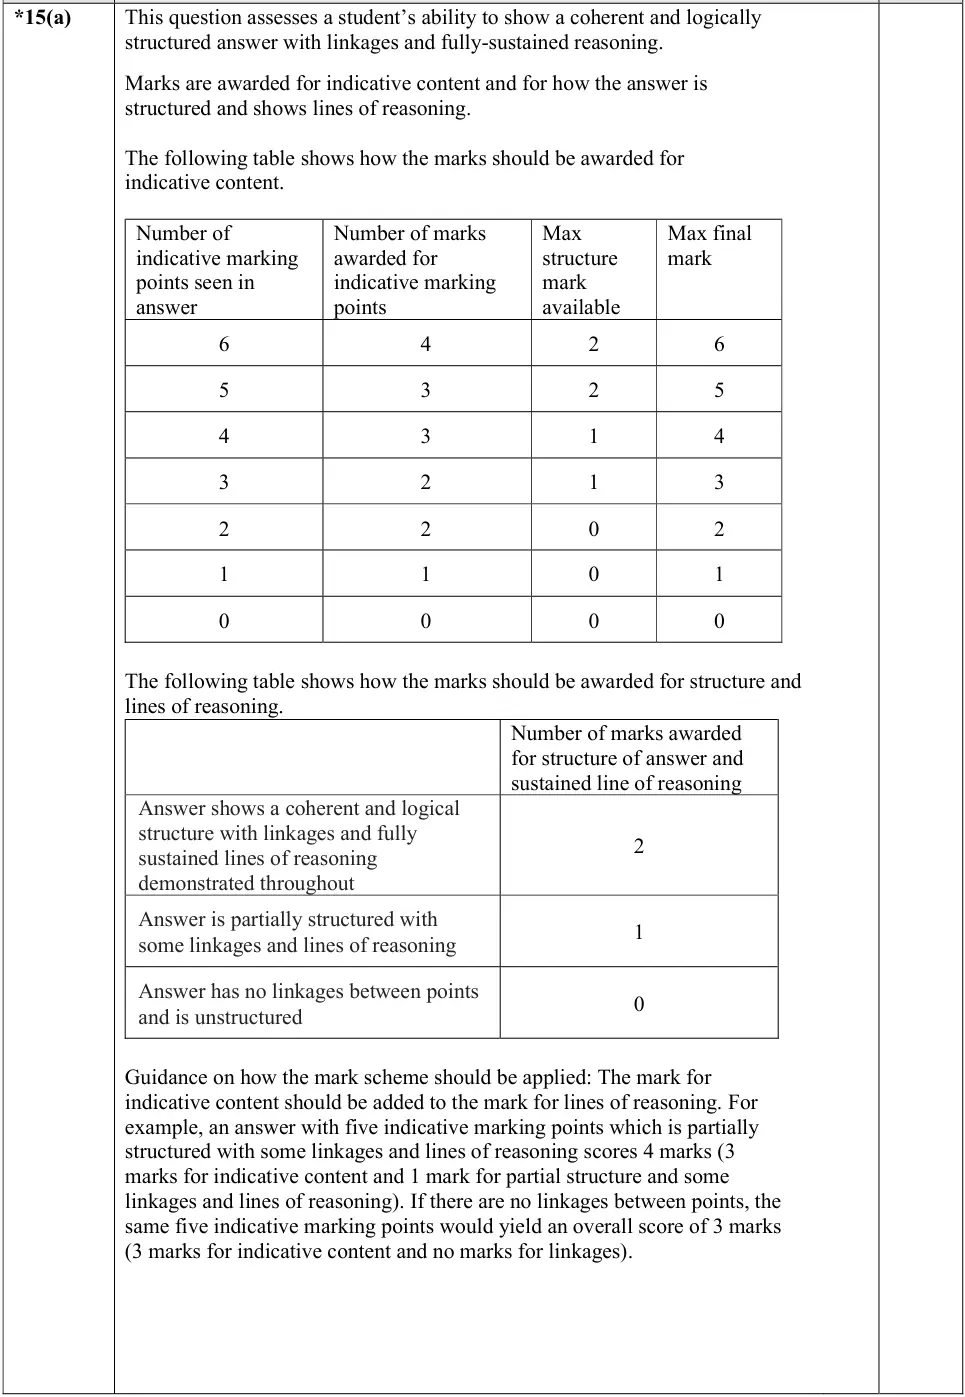 *15(a)
This question assesses a student’s ability to show a coherent and logically
structured answer with linkages and fully-sustained reasoning.
Marks are awarded for indicative content and for how the answer is
structured and shows lines of reasoning.
The following table shows how the marks should be awarded for
indicative content.
Number of indicative marking points seen in answer | Number of marks awarded for indicative marking points | Max structure mark available | Max final mark
6 | 4 | 2 | 6
5 | 3 | 2 | 5
4 | 3 | 1 | 4
3 | 2 | 1 | 3
2 | 2 | 0 | 2
1 | 1 | 0 | 1
0 | 0 | 0 | 0
The following table shows how the marks should be awarded for structure and
lines of reasoning.
Number of marks awarded
for structure of answer and
sustained line of reasoning
Answer shows a coherent and logical
structure with linkages and fully
sustained lines of reasoning
demonstrated throughout
2
Answer is partially structured with
some linkages and lines of reasoning
1
Answer has no linkages between points
and is unstructured
0
Guidance on how the mark scheme should be applied: The mark for
indicative content should be added to the mark for lines of reasoning. For
example, an answer with five indicative marking points which is partially
structured with some linkages and lines of reasoning scores 4 marks (3
marks for indicative content and 1 mark for partial structure and some
linkages and lines of reasoning). If there are no linkages between points, the
same five indicative marking points would yield an overall score of 3 marks
(3 marks for indicative content and no marks for linkages).